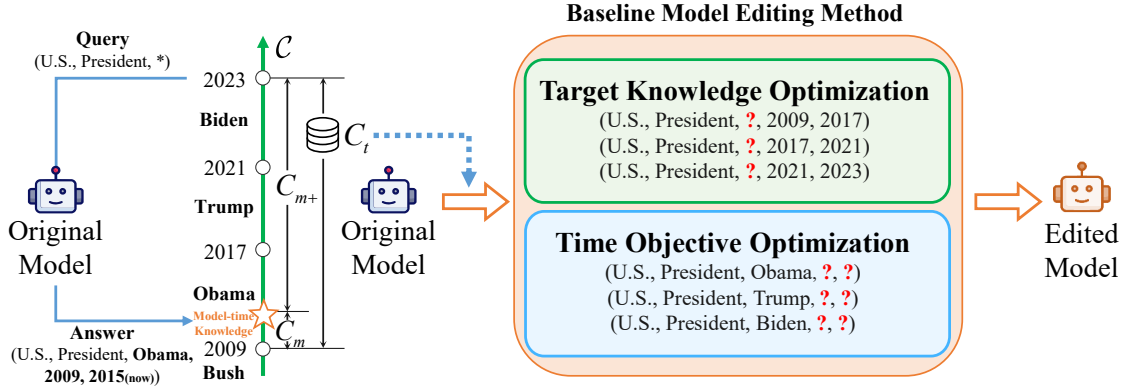 Baseline Model Editing Method
Query
(U.S., President, *)
C
2023
Biden
2021
Trump
2017
Obama
Model-time
Knowledge
2009
Bush
Original
Model
Answer
(U.S., President, Obama,
2009, 2015(now))
C_{m+}
C_m
C_t
Original
Model
Target Knowledge Optimization
(U.S., President, ?, 2009, 2017)
(U.S., President, ?, 2017, 2021)
(U.S., President, ?, 2021, 2023)
Time Objective Optimization
(U.S., President, Obama, ?, ?)
(U.S., President, Trump, ?, ?)
(U.S., President, Biden, ?, ?)
Edited
Model